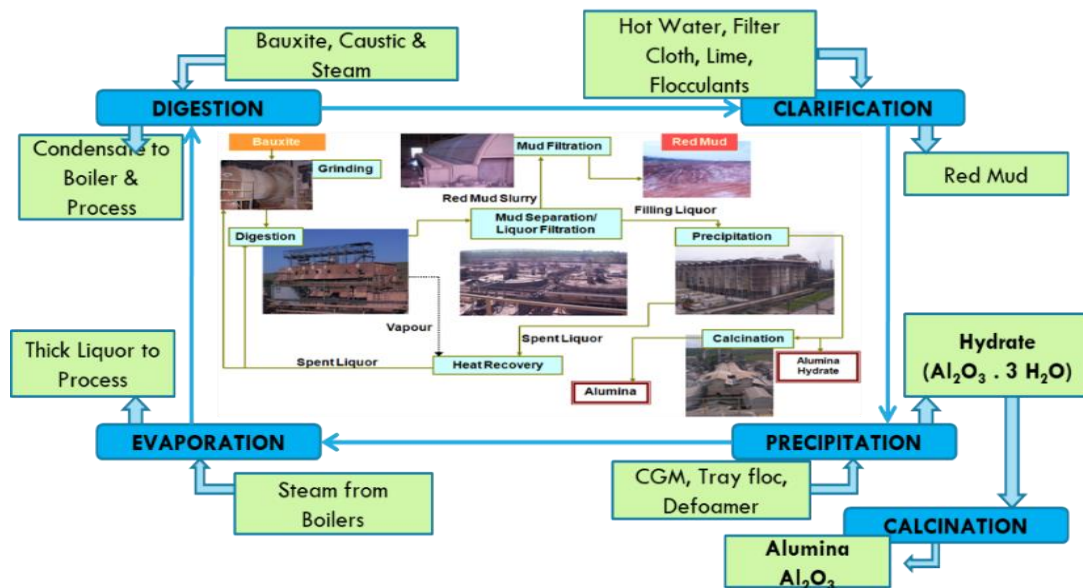 Bauxite, Caustic &
Steam
Hot Water, Filter
Cloth, Lime,
Flocculants
DIGESTION
CLARIFICATION
Condensate to
Boiler &
Process
Red Mud
Bauxite
Grinding
Mud Filtration
Red Mud
Red Mud Slurry
Filling Liquor
Digestion
Mud Separation/
Liquor Filtration
Precipitation
Vapour
Spent Liquor
Calcination
Spent Liquor
Heat Recovery
Alumina
Hydrate
Alumina
Thick Liquor to
Process
Hydrate
(Al₂O₃ . 3 H₂O)
EVAPORATION
PRECIPITATION
Steam from
Boilers
CGM, Tray floc,
Defoamer
CALCINATION
Alumina
Al₂O₃